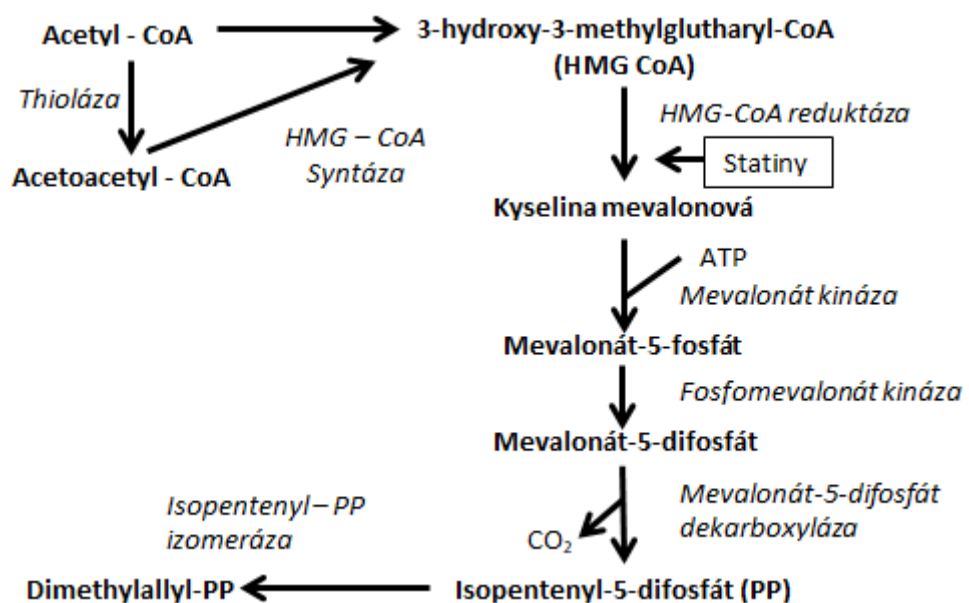 Acetyl - CoA
3-hydroxy-3-methylglutharyl-CoA
(HMG CoA)
Thioláza
HMG-CoA reduktáza
HMG – CoA
Syntáza
Statiny
Acetoacetyl - CoA
Kyselina mevalonová
ATP
Mevalonát kináza
Mevalonát-5-fosfát
Fosfomevalonát kináza
Mevalonát-5-difosfát
Mevalonát-5-difosfát
dekarboxyláza
CO₂
Isopentenyl – PP
izomeráza
Dimethylallyl-PP
Isopentenyl-5-difosfát (PP)